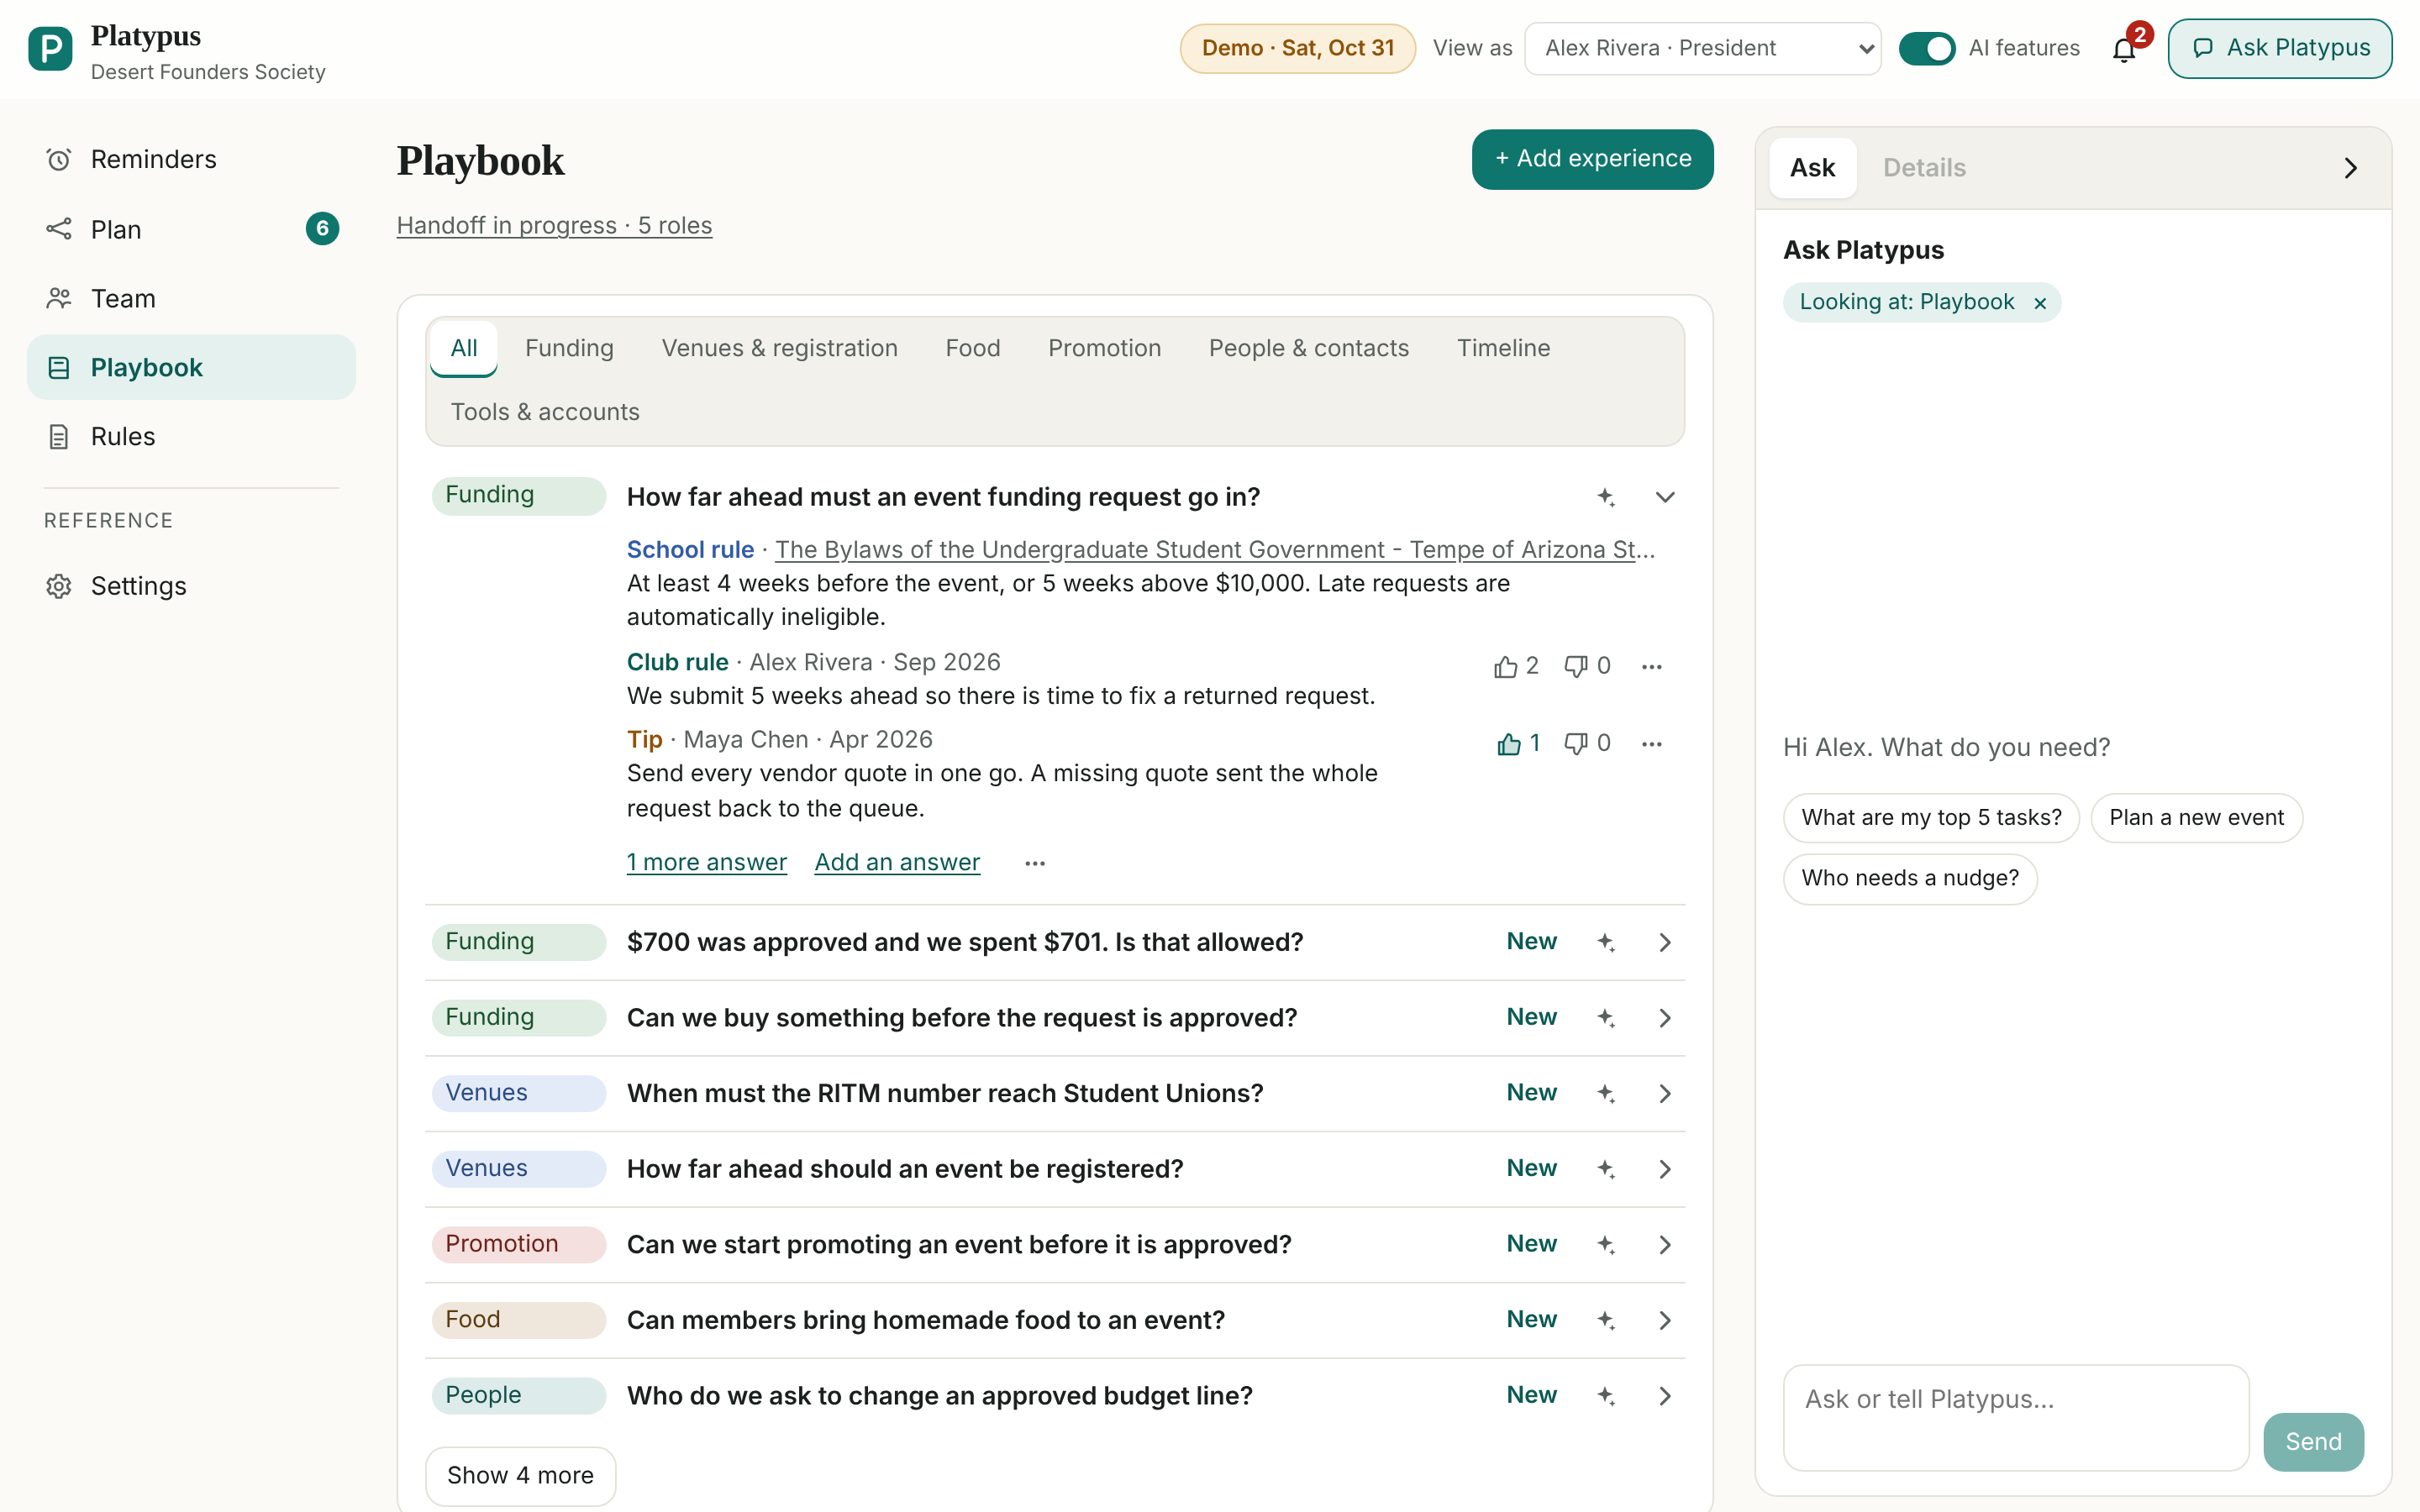 P
Platypus
Desert Founders Society
Demo · Sat, Oct 31
View as
Alex Rivera · President
AI features
2
Ask Platypus
Reminders
Plan
6
Team
Playbook
Rules
REFERENCE
Settings
Playbook
+ Add experience
Handoff in progress · 5 roles
All
Funding
Venues & registration
Food
Promotion
People & contacts
Timeline
Tools & accounts
Funding
How far ahead must an event funding request go in?
School rule · The Bylaws of the Undergraduate Student Government - Tempe of Arizona St...
At least 4 weeks before the event, or 5 weeks above $10,000. Late requests are
automatically ineligible.
Club rule · Alex Rivera · Sep 2026
2
0
We submit 5 weeks ahead so there is time to fix a returned request.
Tip · Maya Chen · Apr 2026
1
0
Send every vendor quote in one go. A missing quote sent the whole
request back to the queue.
1 more answer
Add an answer
Funding
$700 was approved and we spent $701. Is that allowed?
New
Funding
Can we buy something before the request is approved?
New
Venues
When must the RITM number reach Student Unions?
New
Venues
How far ahead should an event be registered?
New
Promotion
Can we start promoting an event before it is approved?
New
Food
Can members bring homemade food to an event?
New
People
Who do we ask to change an approved budget line?
New
Show 4 more
Ask
Details
Ask Platypus
Looking at: Playbook ×
Hi Alex. What do you need?
What are my top 5 tasks?
Plan a new event
Who needs a nudge?
Ask or tell Platypus...
Send